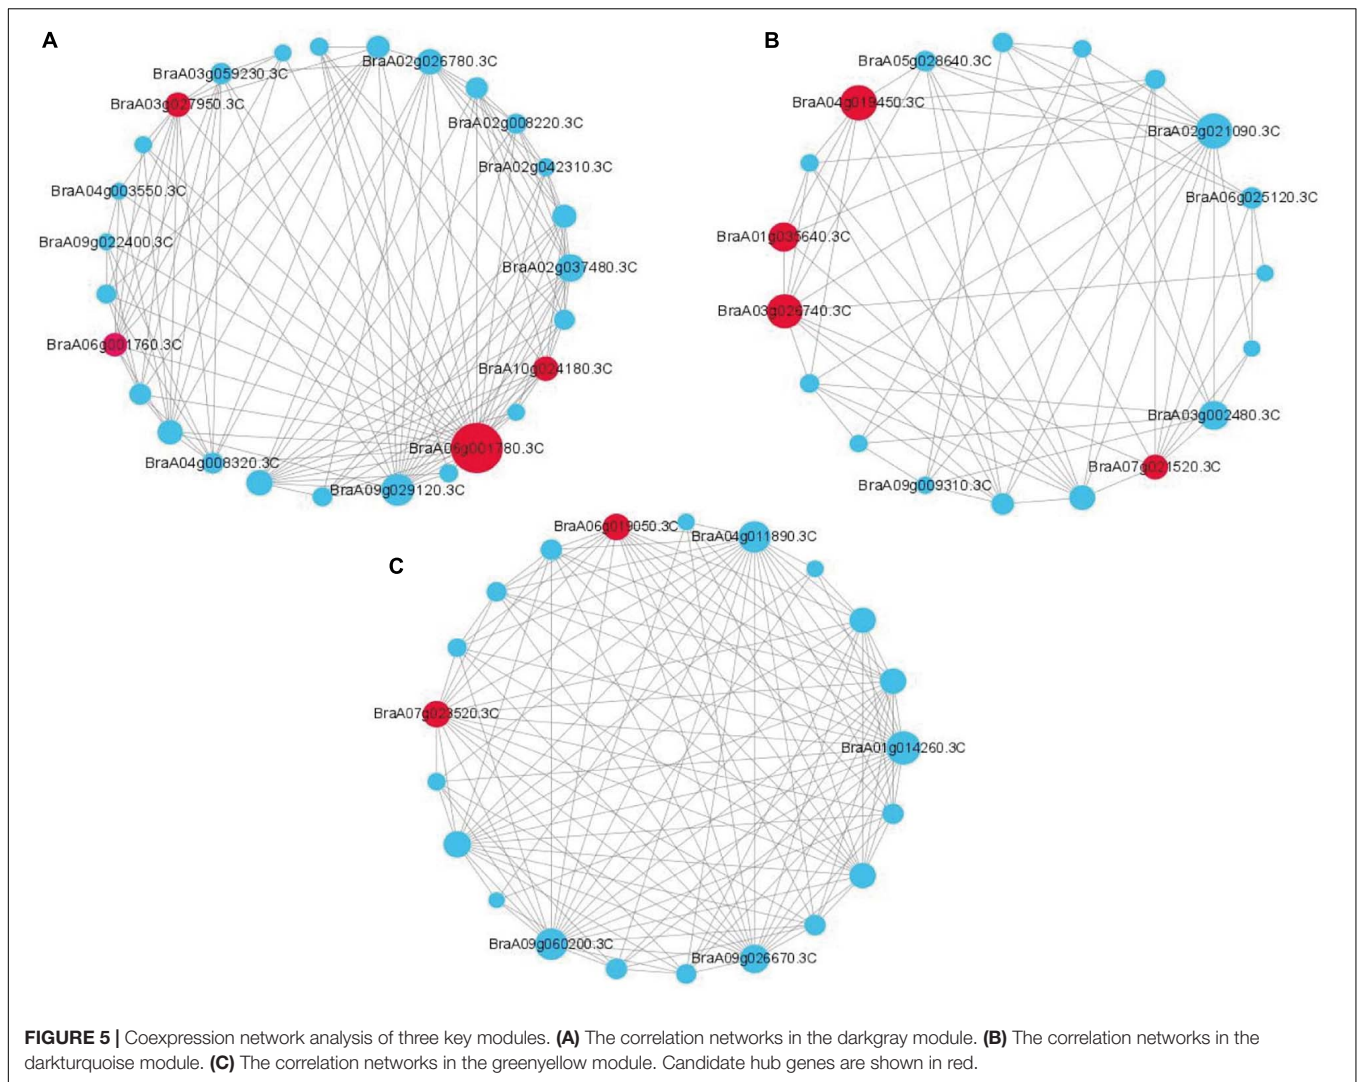 A
BraA02g026780.3C
BraA03g059230.3C
BraA03g027950.3C
BraA02g008220.3C
BraA02g042310.3C
BraA04g003550.3C
BraA09g022400.3C
BraA02g037480.3C
BraA06g001760.3C
BraA10g024180.3C
BraA06g001780.3C
BraA04g008320.3C
BraA09g029120.3C
B
BraA05g028640.3C
BraA04g019450.3C
BraA02g021090.3C
BraA06g025120.3C
BraA01g035640.3C
BraA03g026740.3C
BraA03g002480.3C
BraA07g021520.3C
BraA09g009310.3C
C
BraA06g019050.3C
BraA04g011890.3C
BraA07g023520.3C
BraA01g014260.3C
BraA09g060200.3C
BraA09g026670.3C
FIGURE 5 | Coexpression network analysis of three key modules. (A) The correlation networks in the darkgray module. (B) The correlation networks in the
darkturquoise module. (C) The correlation networks in the greenyellow module. Candidate hub genes are shown in red.